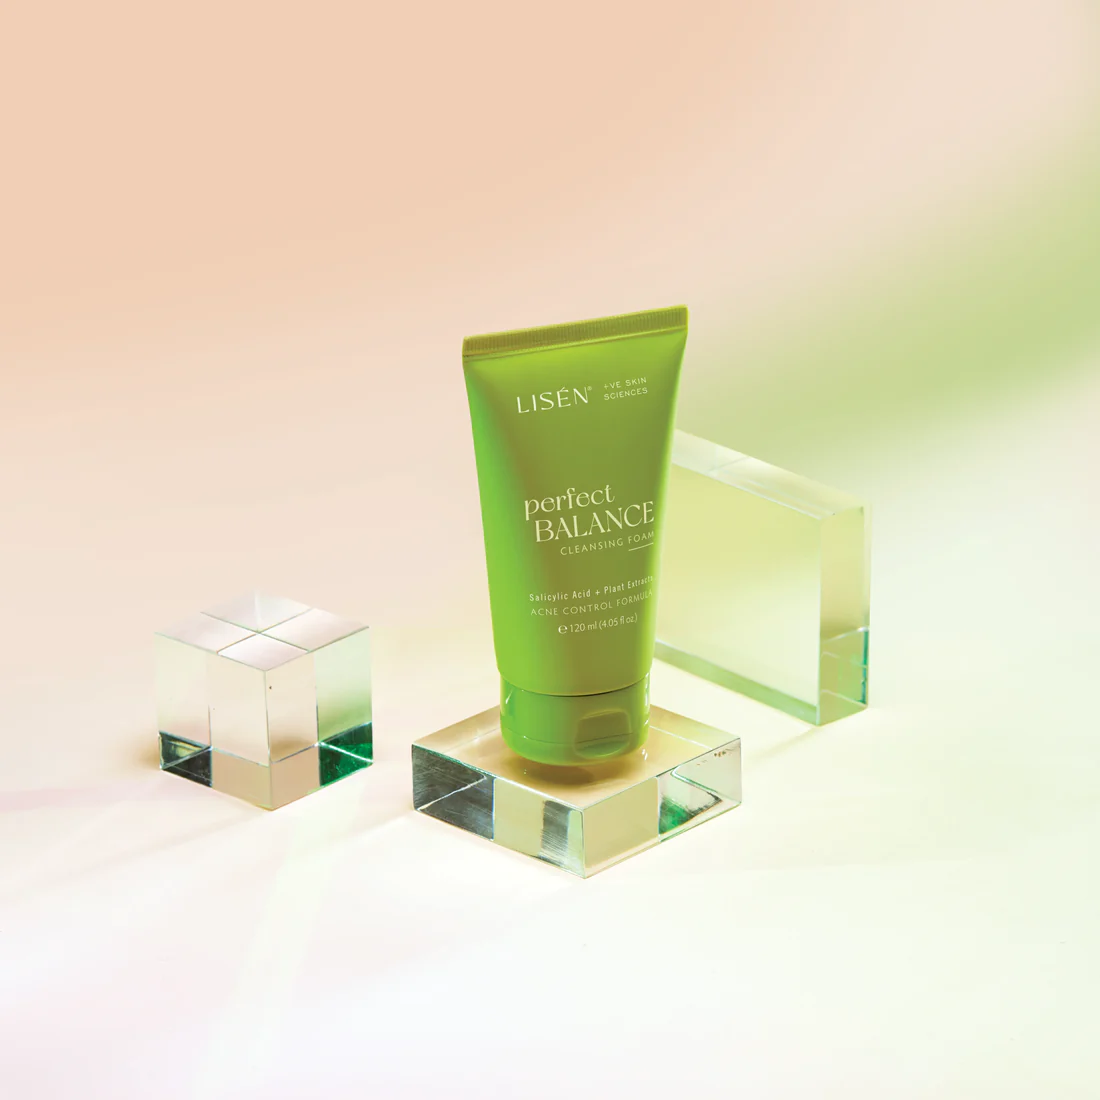 LISÉN® +VE SKIN
SCIENCES
perfect
BALANCE
CLEANSING FOAM
Salicylic Acid + Plant Extracts
ACNE CONTROL FORMULA
℮ 120 ml (4.05 fl oz.)